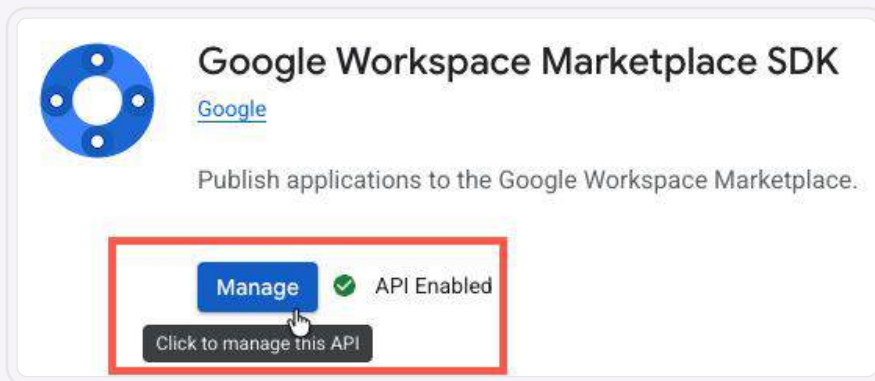 Google Workspace Marketplace SDK
Google
Publish applications to the Google Workspace Marketplace.
Manage API Enabled
Click to manage this API